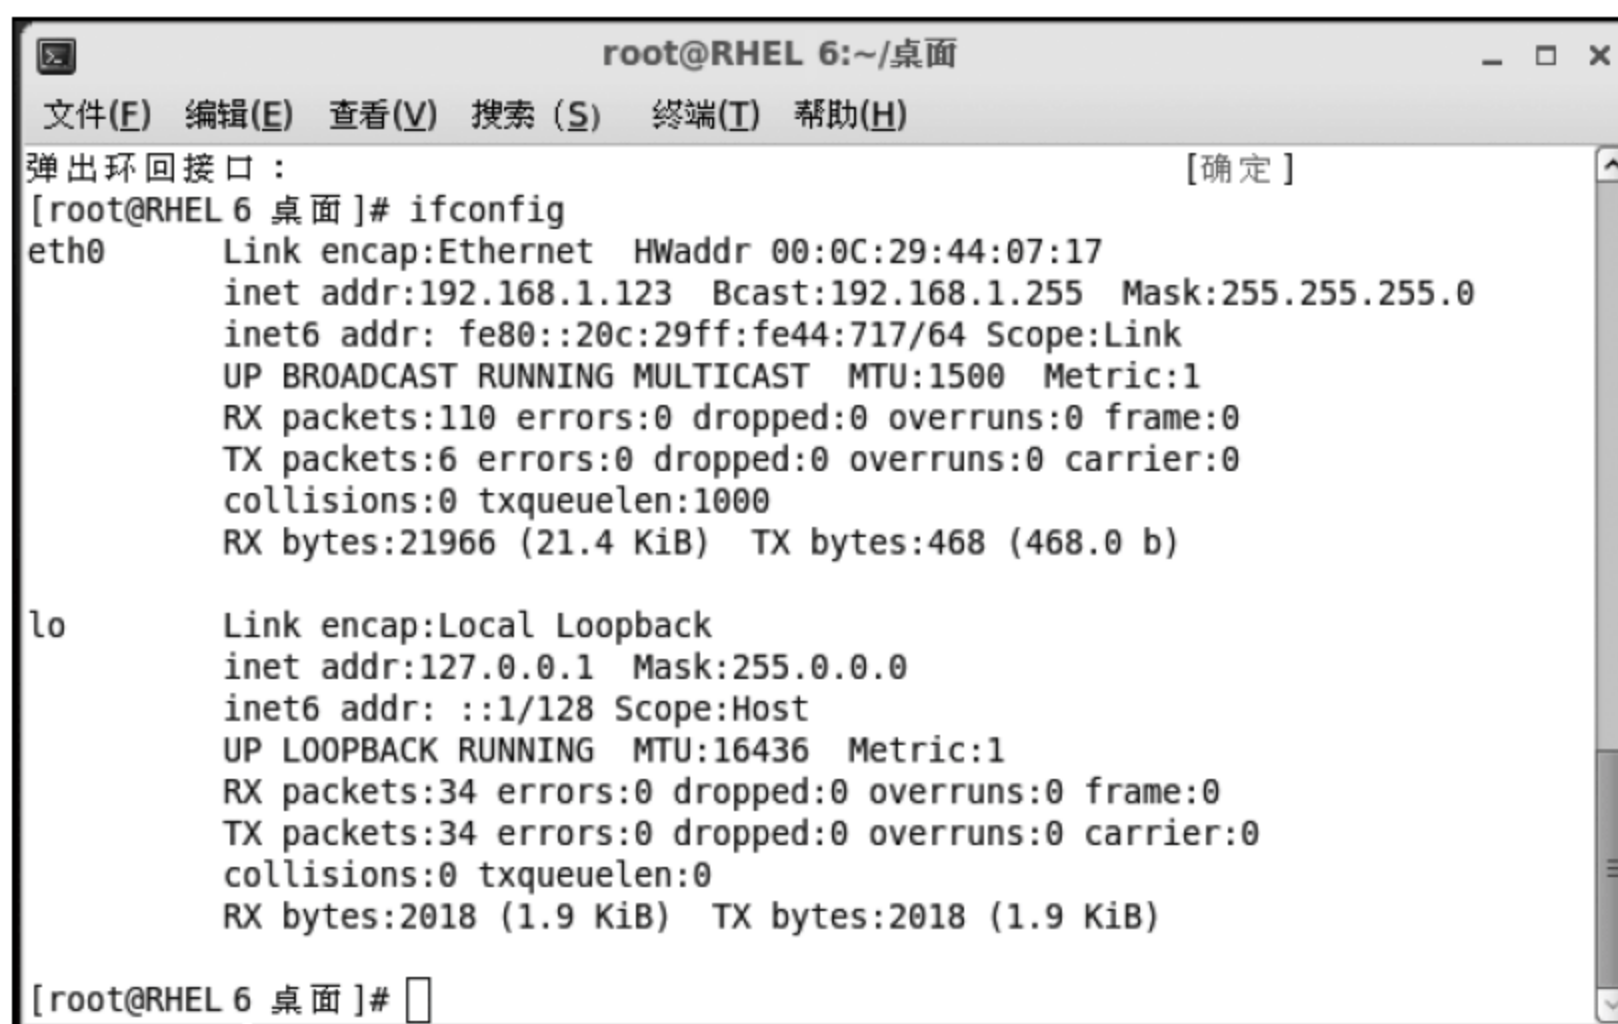 root@RHEL 6:~/桌面
文件(F) 编辑(E) 查看(V) 搜索 (S) 终端(T) 帮助(H)
弹出环回接口: [确定]
[root@RHEL 6 桌面]# ifconfig
eth0 Link encap:Ethernet HWaddr 00:0C:29:44:07:17
inet addr:192.168.1.123 Bcast:192.168.1.255 Mask:255.255.255.0
inet6 addr: fe80::20c:29ff:fe44:717/64 Scope:Link
UP BROADCAST RUNNING MULTICAST MTU:1500 Metric:1
RX packets:110 errors:0 dropped:0 overruns:0 frame:0
TX packets:6 errors:0 dropped:0 overruns:0 carrier:0
collisions:0 txqueuelen:1000
RX bytes:21966 (21.4 KiB) TX bytes:468 (468.0 b)
lo Link encap:Local Loopback
inet addr:127.0.0.1 Mask:255.0.0.0
inet6 addr: ::1/128 Scope:Host
UP LOOPBACK RUNNING MTU:16436 Metric:1
RX packets:34 errors:0 dropped:0 overruns:0 frame:0
TX packets:34 errors:0 dropped:0 overruns:0 carrier:0
collisions:0 txqueuelen:0
RX bytes:2018 (1.9 KiB) TX bytes:2018 (1.9 KiB)
[root@RHEL 6 桌面]#